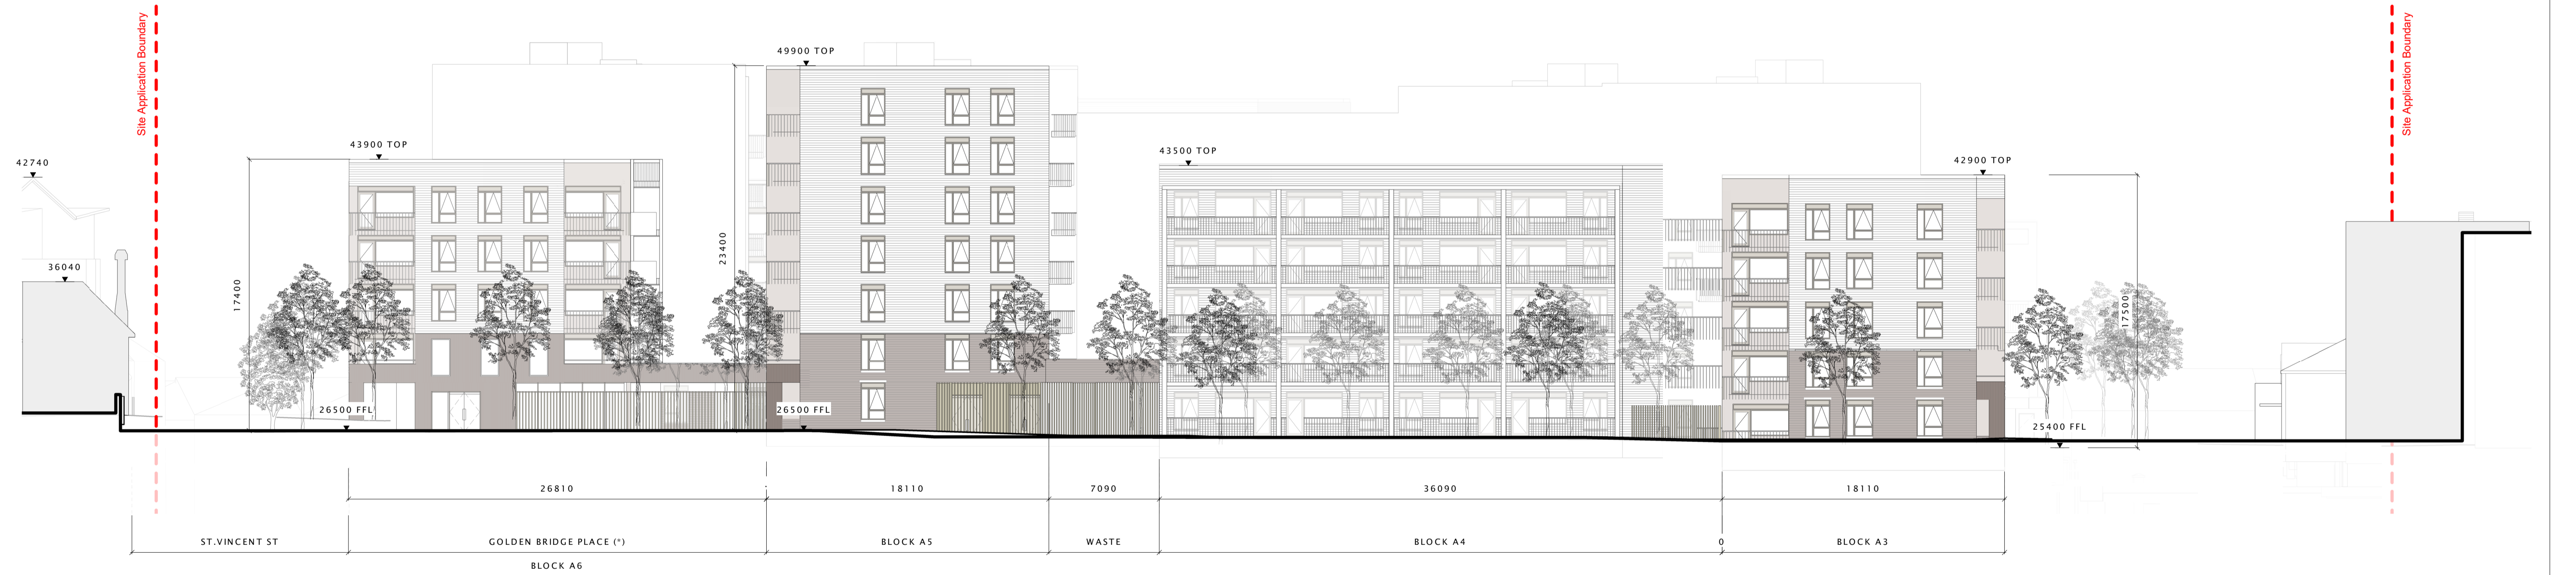 Site Application Boundary
Site Application Boundary
49900 TOP
43900 TOP
43500 TOP
42900 TOP
42740
36040
17400
23400
17500
26500 FFL
26500 FFL
25400 FFL
26810
18110
7090
36090
18110
ST.VINCENT ST
GOLDEN BRIDGE PLACE (*)
BLOCK A5
WASTE
BLOCK A4
0
BLOCK A3
BLOCK A6